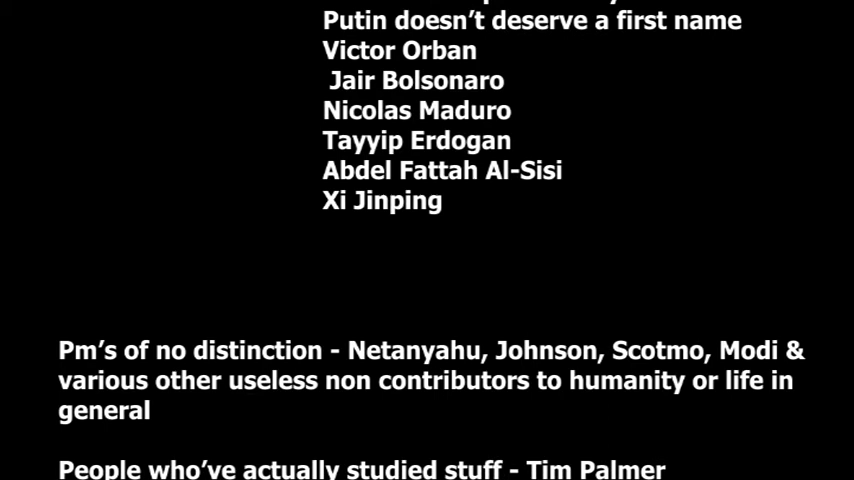 Putin doesn’t deserve a first name
Victor Orban
Jair Bolsonaro
Nicolas Maduro
Tayyip Erdogan
Abdel Fattah Al-Sisi
Xi Jinping
Pm’s of no distinction - Netanyahu, Johnson, Scotmo, Modi &
various other useless non contributors to humanity or life in
general
People who’ve actually studied stuff - Tim Palmer